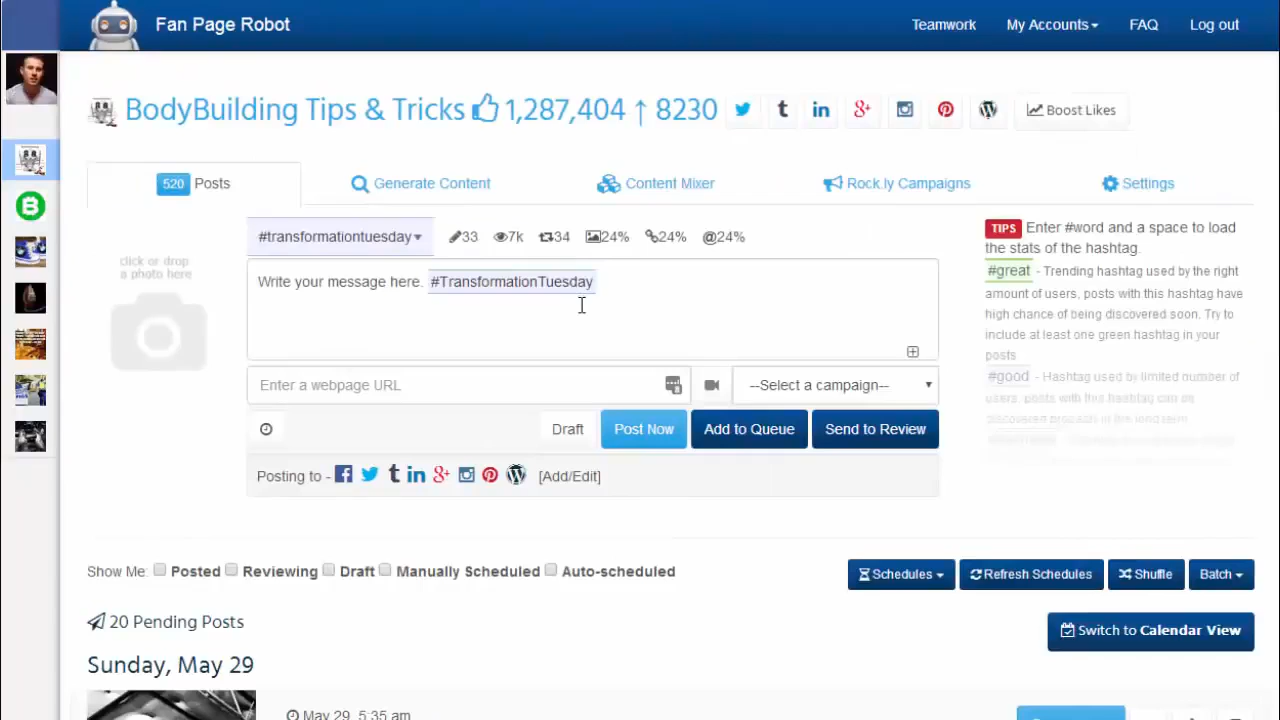 Fan Page Robot
Teamwork My Accounts FAQ Log out
BodyBuilding Tips & Tricks 1,287,404 ↑ 8230 Boost Likes
520 Posts Generate Content Content Mixer Rock.ly Campaigns Settings
#transformationtuesday 33 7k 34 24% 24% @24%
click or drop
a photo here
Write your message here. #TransformationTuesday
Enter a webpage URL --Select a campaign--
Draft Post Now Add to Queue Send to Review
Posting to - [Add/Edit]
TIPS Enter #word and a space to load
the stats of the hashtag.
#great - Trending hashtag used by the right
amount of users, posts with this hashtag have
high chance of being discovered soon. Try to
include at least one green hashtag in your
posts
#good - Hashtag used by limited number of
users, posts with this hashtag can be
Show Me: Posted Reviewing Draft Manually Scheduled Auto-scheduled
Schedules Refresh Schedules Shuffle Batch
20 Pending Posts
Switch to Calendar View
Sunday, May 29
May 29, 5:35 am